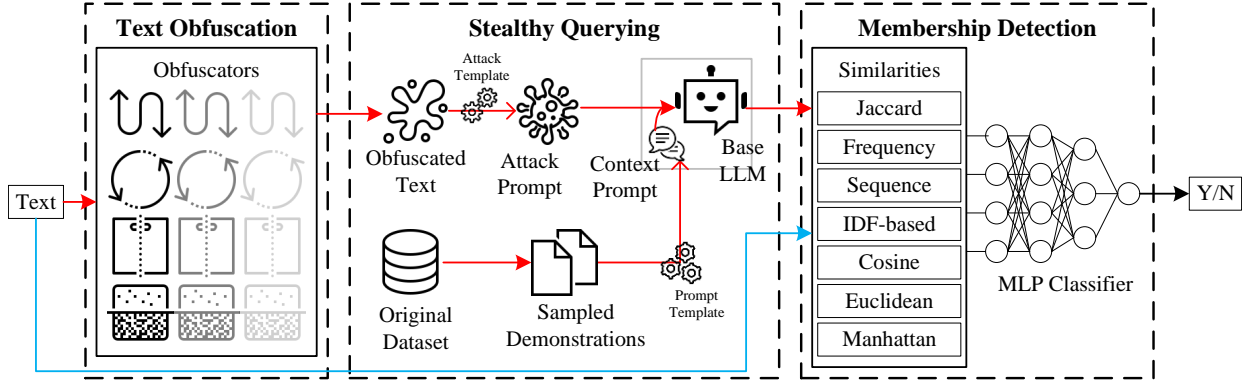 Text Obfuscation
Stealthy Querying
Membership Detection
Text
Obfuscators
Attack
Template
Obfuscated
Text
Attack
Prompt
Context
Prompt
Base
LLM
Original
Dataset
Sampled
Demonstrations
Prompt
Template
Similarities
Jaccard
Frequency
Sequence
IDF-based
Cosine
Euclidean
Manhattan
MLP Classifier
Y/N